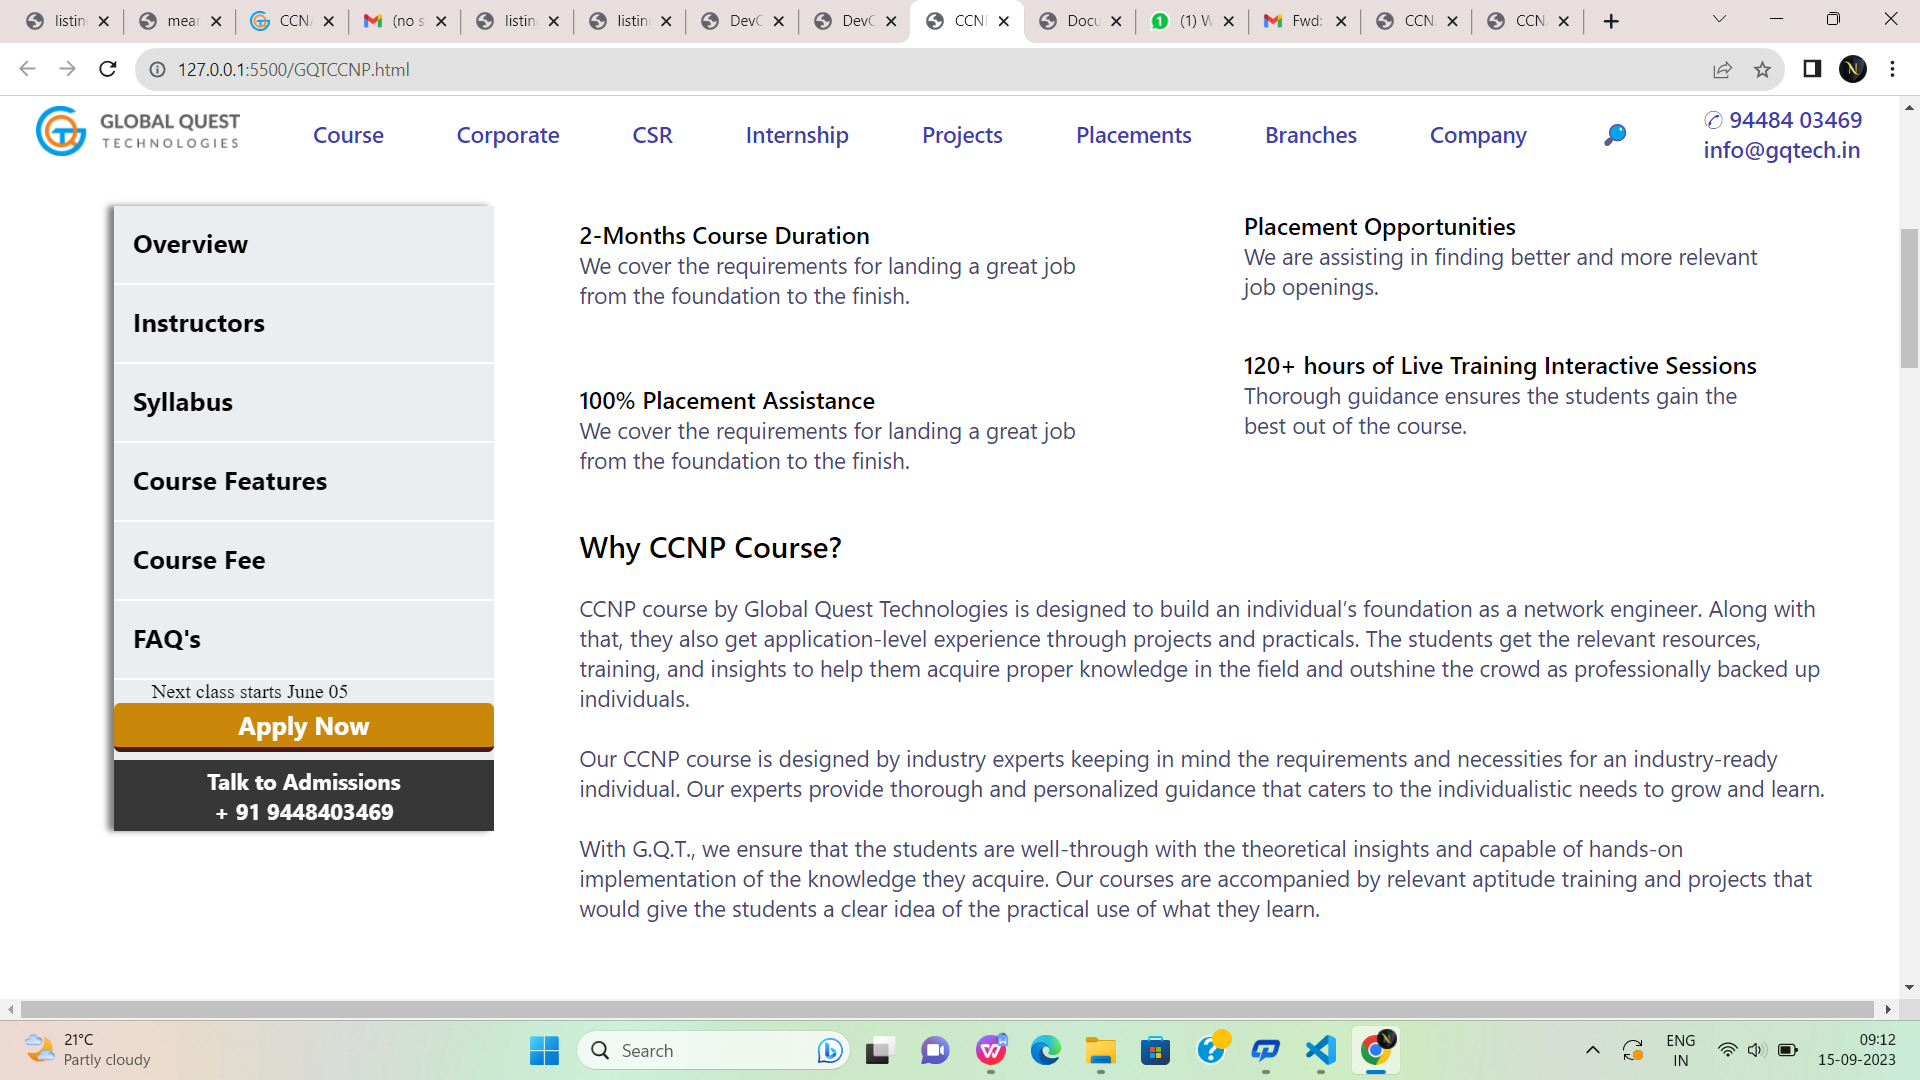 listin
mear
CCN
(no s
listin
listin
DevC
DevC
CCN
Docu
(1) W
Fwd:
CCN
CCN
127.0.0.1:5500/GQTCCNP.html
GLOBAL QUEST
TECHNOLOGIES
Course
Corporate
CSR
Internship
Projects
Placements
Branches
Company
94484 03469
info@gqtech.in
Overview
Instructors
Syllabus
Course Features
Course Fee
FAQ's
Next class starts June 05
Apply Now
Talk to Admissions
+ 91 9448403469
2-Months Course Duration
We cover the requirements for landing a great job
from the foundation to the finish.
Placement Opportunities
We are assisting in finding better and more relevant
job openings.
100% Placement Assistance
We cover the requirements for landing a great job
from the foundation to the finish.
120+ hours of Live Training Interactive Sessions
Thorough guidance ensures the students gain the
best out of the course.
Why CCNP Course?
CCNP course by Global Quest Technologies is designed to build an individual’s foundation as a network engineer. Along with
that, they also get application-level experience through projects and practicals. The students get the relevant resources,
training, and insights to help them acquire proper knowledge in the field and outshine the crowd as professionally backed up
individuals.
Our CCNP course is designed by industry experts keeping in mind the requirements and necessities for an industry-ready
individual. Our experts provide thorough and personalized guidance that caters to the individualistic needs to grow and learn.
With G.Q.T., we ensure that the students are well-through with the theoretical insights and capable of hands-on
implementation of the knowledge they acquire. Our courses are accompanied by relevant aptitude training and projects that
would give the students a clear idea of the practical use of what they learn.
21°C
Partly cloudy
Search
ENG
IN
09:12
15-09-2023